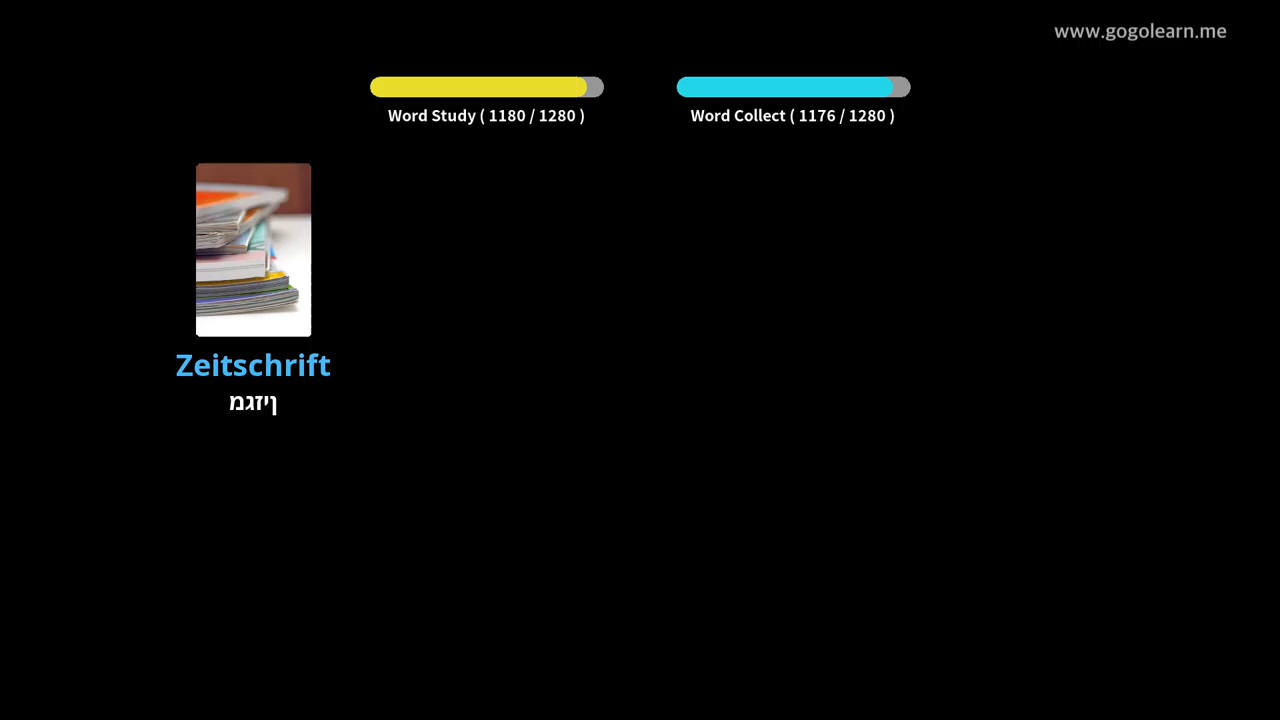 www.gogolearn.me
Word Study ( 1180 / 1280 )
Word Collect ( 1176 / 1280 )
Zeitschrift
מגזין